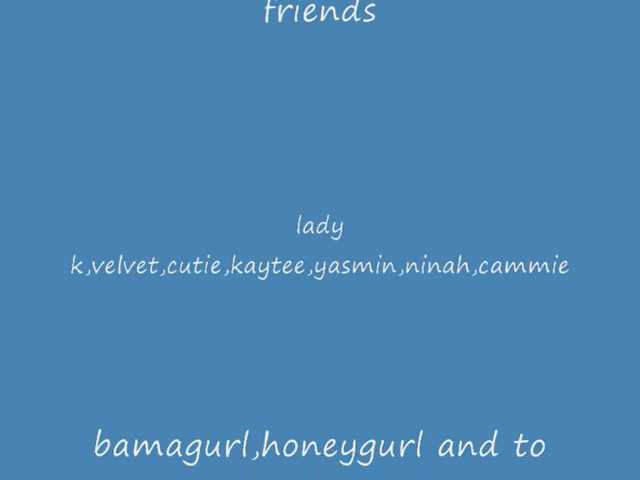 friends
lady
k,velvet,cutie,kaytee,yasmin,ninah,cammie
bamagurl,honeygurl and to